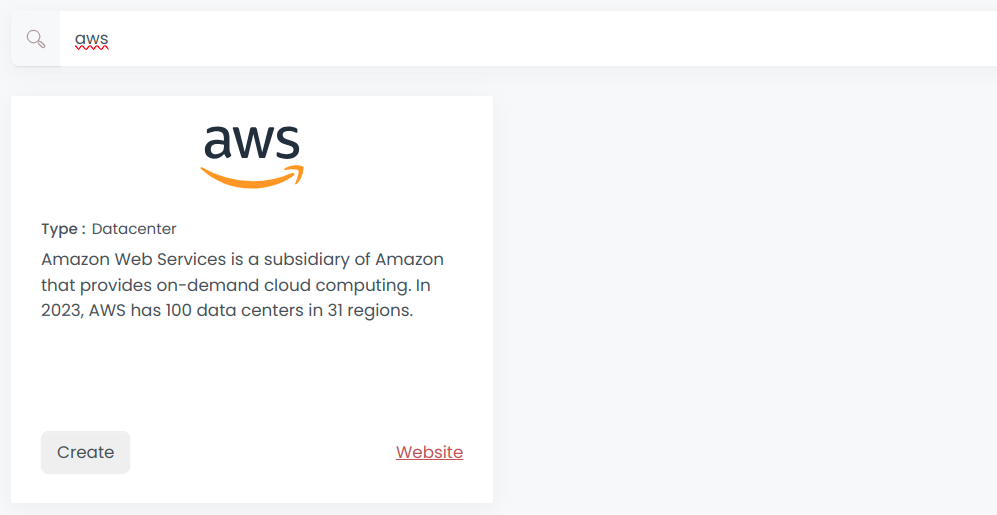 aws
aws
Type : Datacenter
Amazon Web Services is a subsidiary of Amazon
that provides on-demand cloud computing. In
2023, AWS has 100 data centers in 31 regions.
Create
Website